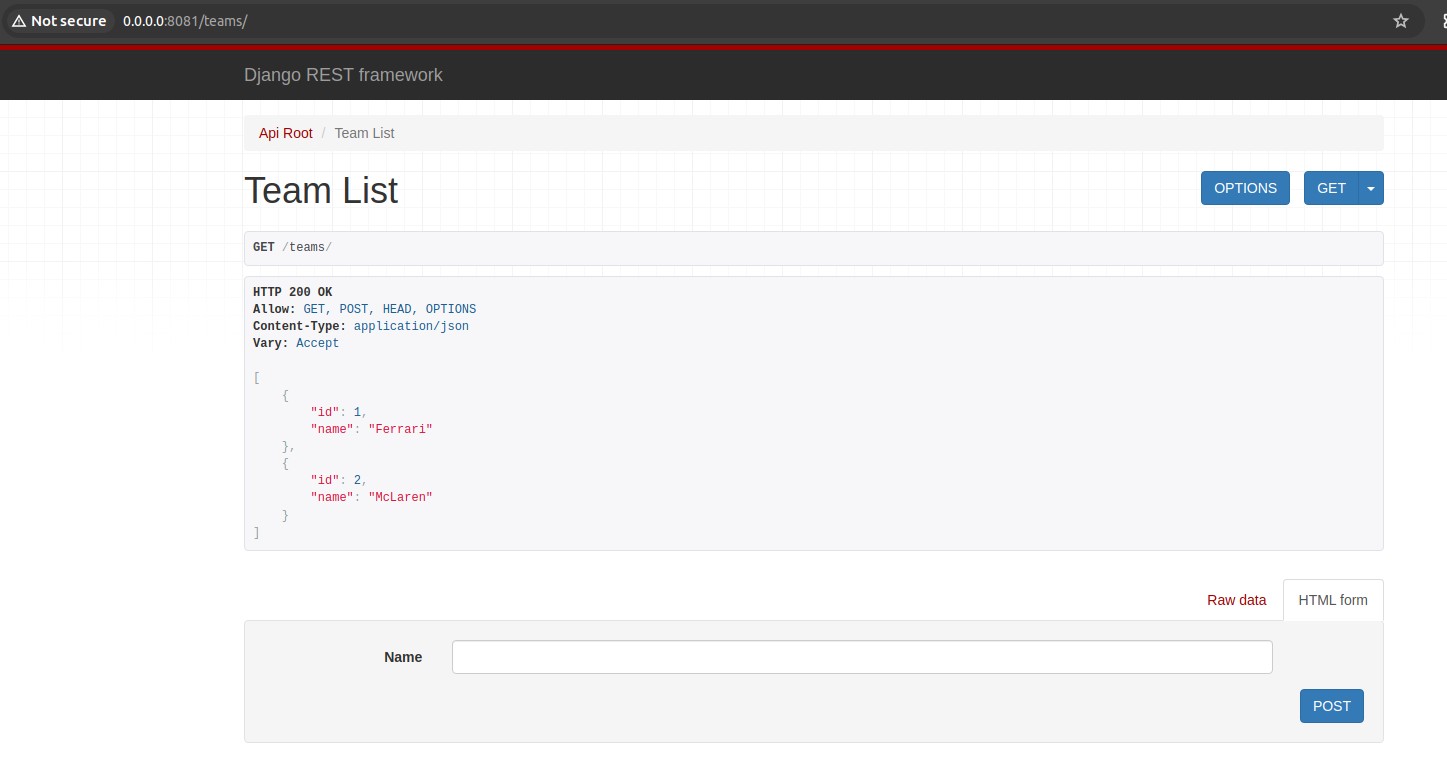 Not secure 0.0.0.0:8081/teams/
Django REST framework
Api Root / Team List
Team List
OPTIONS GET
GET /teams/
HTTP 200 OK
Allow: GET, POST, HEAD, OPTIONS
Content-Type: application/json
Vary: Accept
[
    {
        "id": 1,
        "name": "Ferrari"
    },
    {
        "id": 2,
        "name": "McLaren"
    }
]
Raw data HTML form
Name
POST